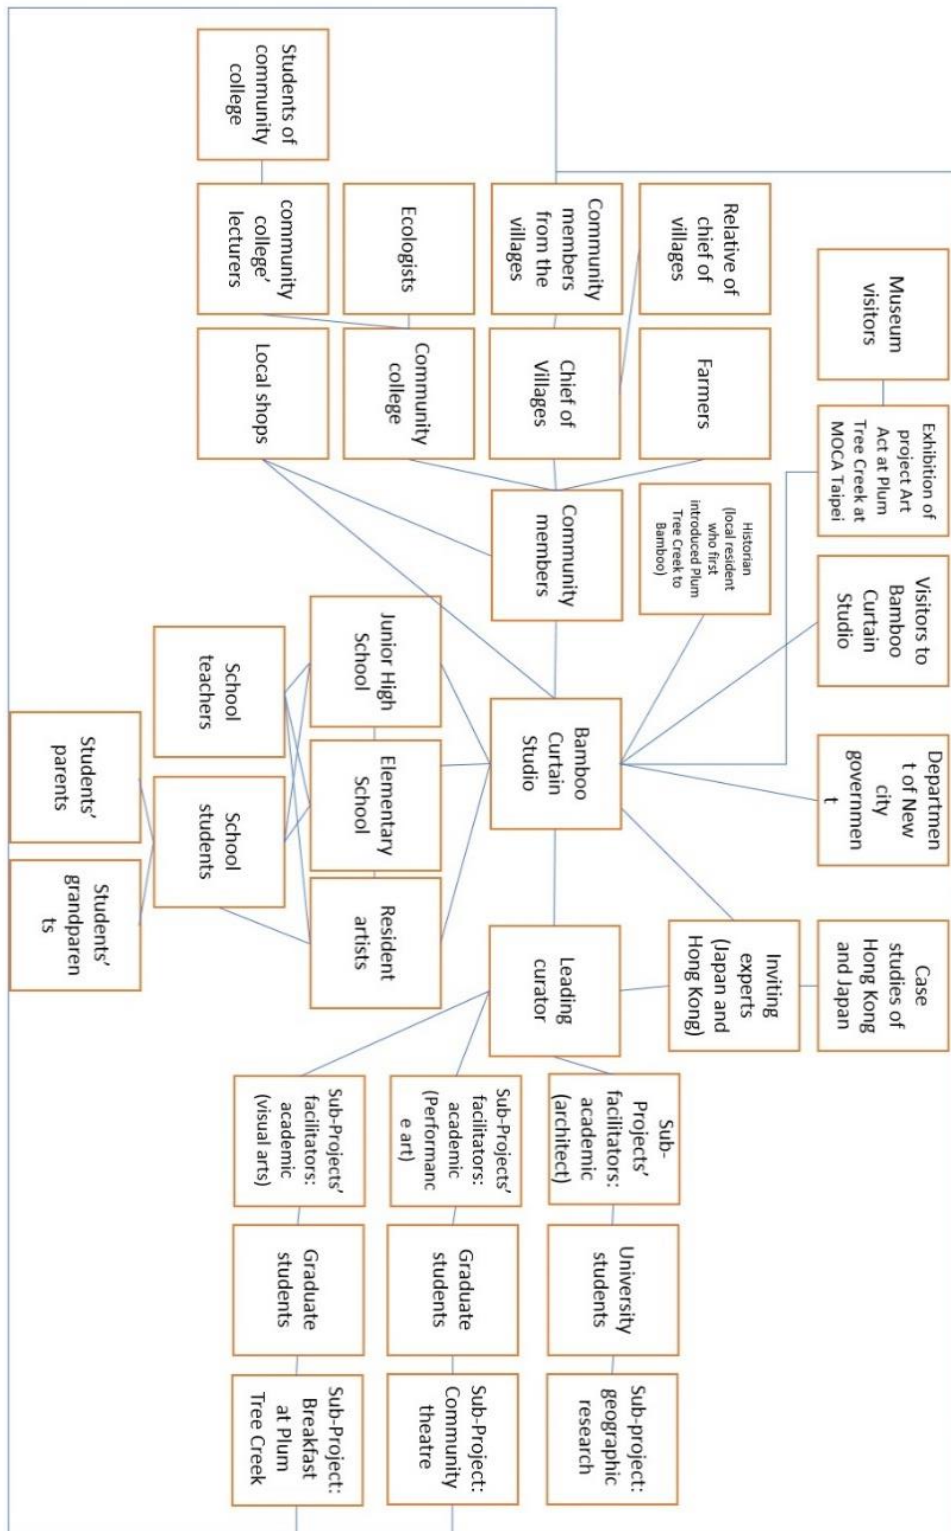 Museum
visitors
Exhibition of
project Art
Act at Plum
Tree Creek at
MOCA Taipei
Visitors to
Bamboo
Curtain
Studio
Departmen
t of New
city
governmen
t
Case
studies of
Hong Kong
and Japan
Relative of
chief of
villages
Farmers
Historian
(local resident
who first
introduced Plum
Tree Creek to
Bamboo)
Inviting
experts
(Japan and
Hong Kong)
Community
members
from the
villages
Chief of
Villages
Community
members
Bamboo
Curtain
Studio
Leading
curator
Sub-
Projects’
facilitators:
academic
(architect)
University
students
Sub-project:
geographic
research
Ecologists
Community
college
Junior High
School
Elementary
School
Resident
artists
Sub-Projects’
facilitators:
academic
(Performanc
e art)
Graduate
students
Sub-Project:
Community
theatre
Students of
community
college
community
college’
lecturers
Local shops
School
teachers
School
students
Sub-Projects’
facilitators:
academic
(visual arts)
Graduate
students
Sub-Project:
Breakfast
at Plum
Tree Creek
Students’
parents
Students’
grandparen
ts